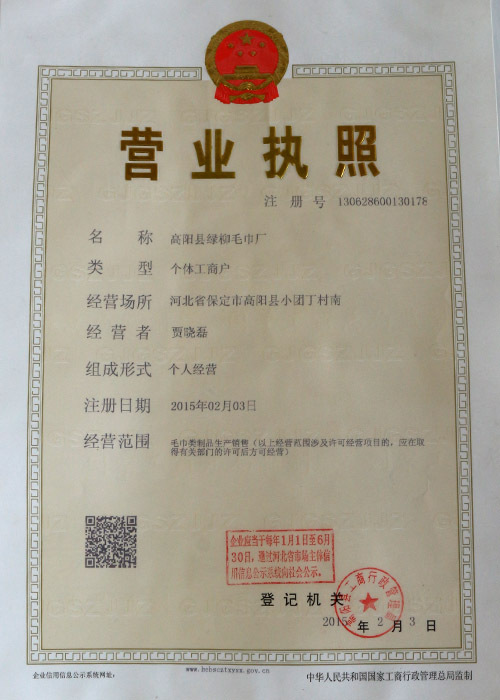 营业执照
注册号 130628600130178
名称 高阳县绿柳毛巾厂
类型 个体工商户
经营场所 河北省保定市高阳县小团丁村南
经营者 贾晓磊
组成形式 个人经营
注册日期 2015年02月03日
经营范围 毛巾类制品生产销售（以上经营范围涉及许可经营项目的，应在取
得有关部门的许可后方可经营）
企业应当于每年1月1日至6月
30日，通过河北省市场主体信
用信息公示系统向社会公示。
登记机关
高阳县工商行政管理局
2015年2月3日
www.hebscztxyxx.gov.cn
企业信用信息公示系统网址：
中华人民共和国国家工商行政管理总局监制